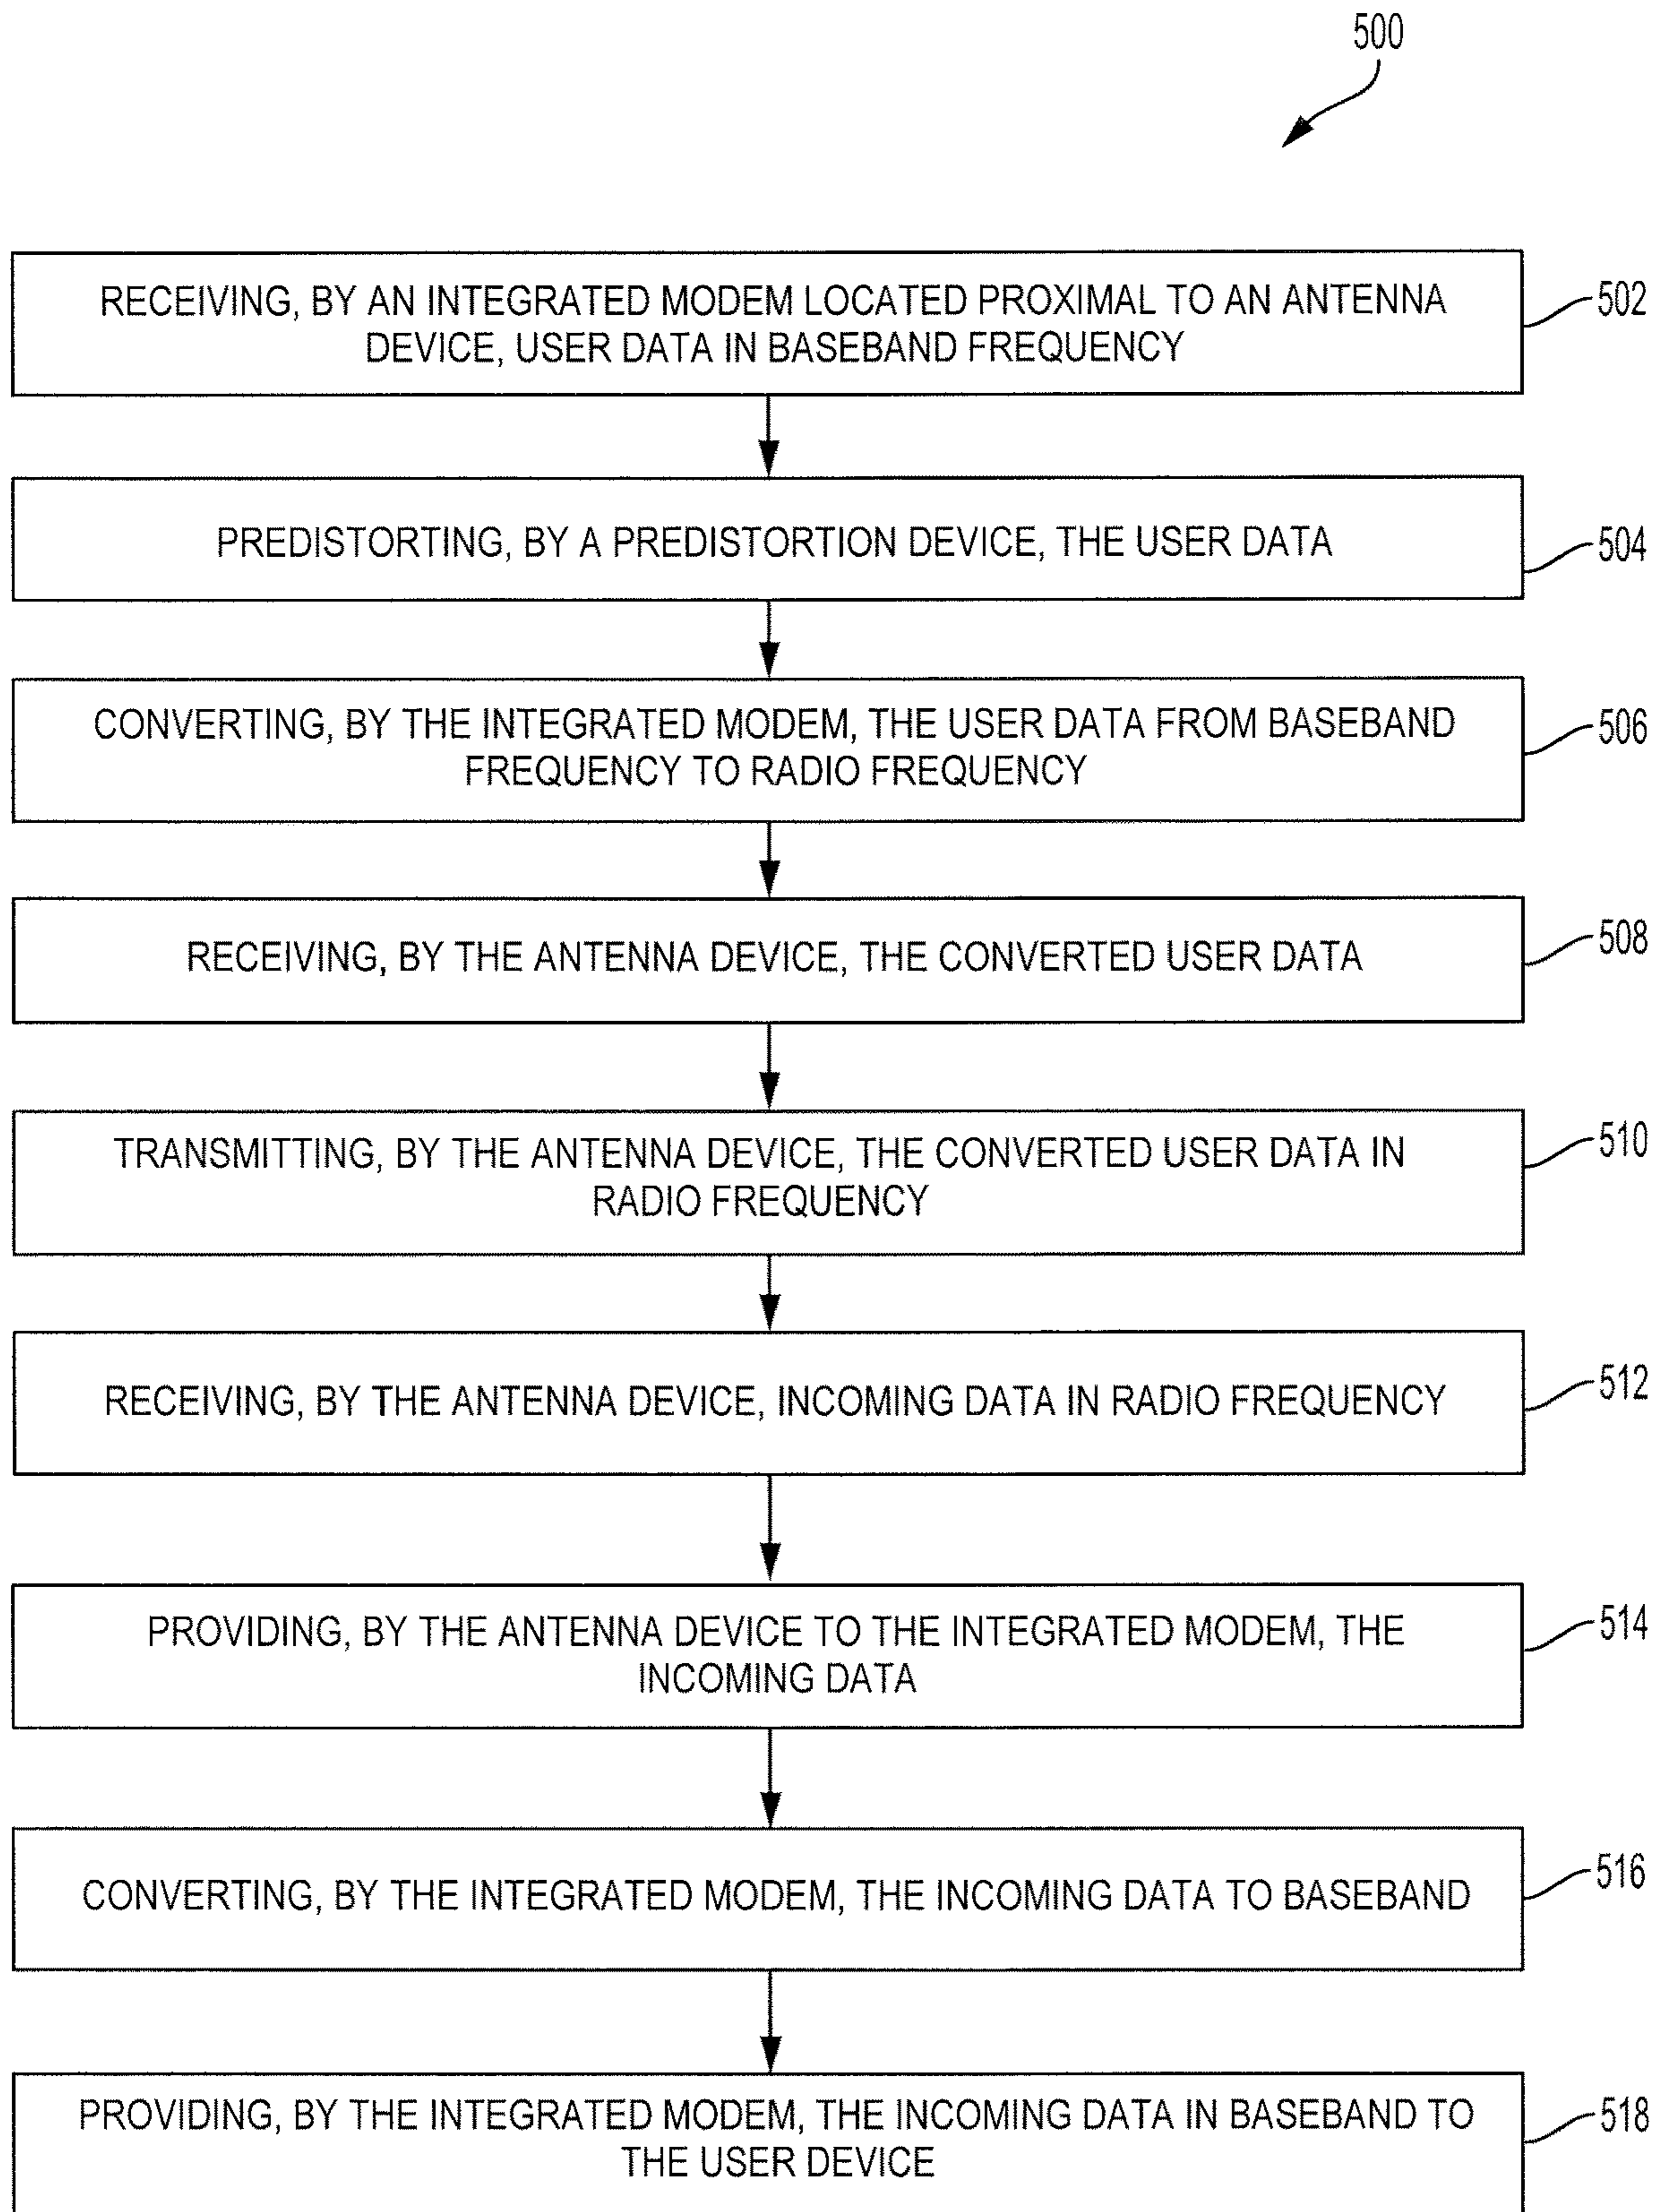 500
RECEIVING, BY AN INTEGRATED MODEM LOCATED PROXIMAL TO AN ANTENNA
DEVICE, USER DATA IN BASEBAND FREQUENCY
502
PREDISTORTING, BY A PREDISTORTION DEVICE, THE USER DATA
504
CONVERTING, BY THE INTEGRATED MODEM, THE USER DATA FROM BASEBAND
FREQUENCY TO RADIO FREQUENCY
506
RECEIVING, BY THE ANTENNA DEVICE, THE CONVERTED USER DATA
508
TRANSMITTING, BY THE ANTENNA DEVICE, THE CONVERTED USER DATA IN
RADIO FREQUENCY
510
RECEIVING, BY THE ANTENNA DEVICE, INCOMING DATA IN RADIO FREQUENCY
512
PROVIDING, BY THE ANTENNA DEVICE TO THE INTEGRATED MODEM, THE
INCOMING DATA
514
CONVERTING, BY THE INTEGRATED MODEM, THE INCOMING DATA TO BASEBAND
516
PROVIDING, BY THE INTEGRATED MODEM, THE INCOMING DATA IN BASEBAND TO
THE USER DEVICE
518